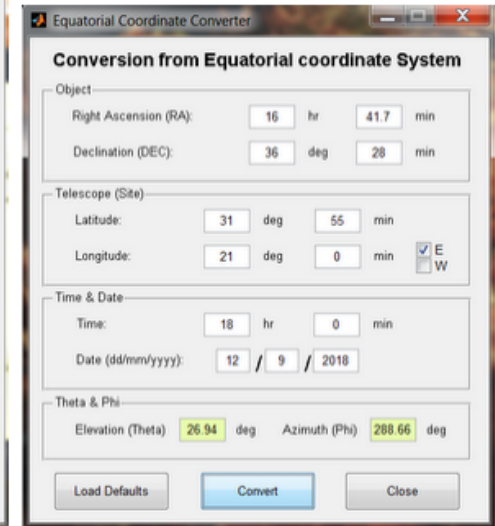 Equatorial Coordinate Converter
Conversion from Equatorial coordinate System
Object
Right Ascension (RA): 16 hr 41.7 min
Declination (DEC): 36 deg 28 min
Telescope (Site)
Latitude: 31 deg 55 min
Longitude: 21 deg 0 min E
W
Time & Date
Time: 18 hr 0 min
Date (dd/mm/yyyy): 12 / 9 / 2018
Theta & Phi
Elevation (Theta) 26.94 deg Azimuth (Phi) 288.66 deg
Load Defaults Convert Close